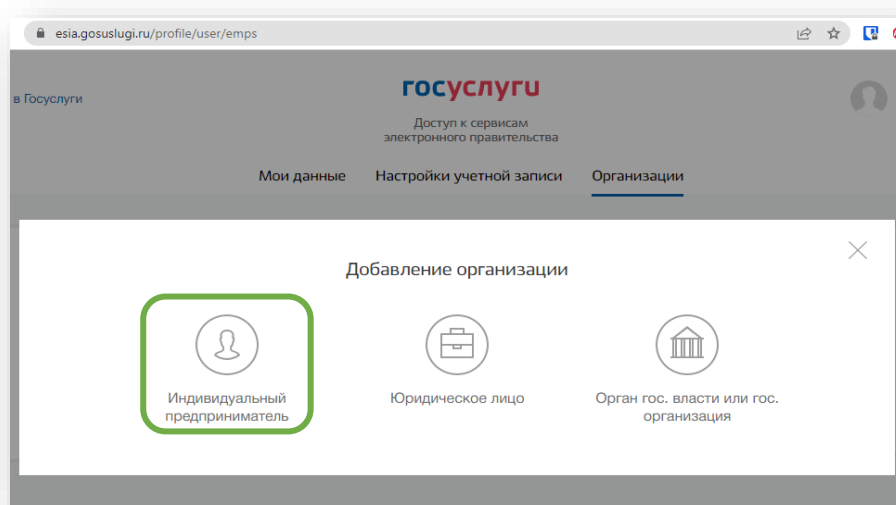 esia.gosuslugi.ru/profile/user/emps
в Госуслуги
госуслуги
Доступ к сервисам
электронного правительства
Мои данные Настройки учетной записи Организации
Добавление организации
Индивидуальный
предприниматель
Юридическое лицо
Орган гос. власти или гос.
организация